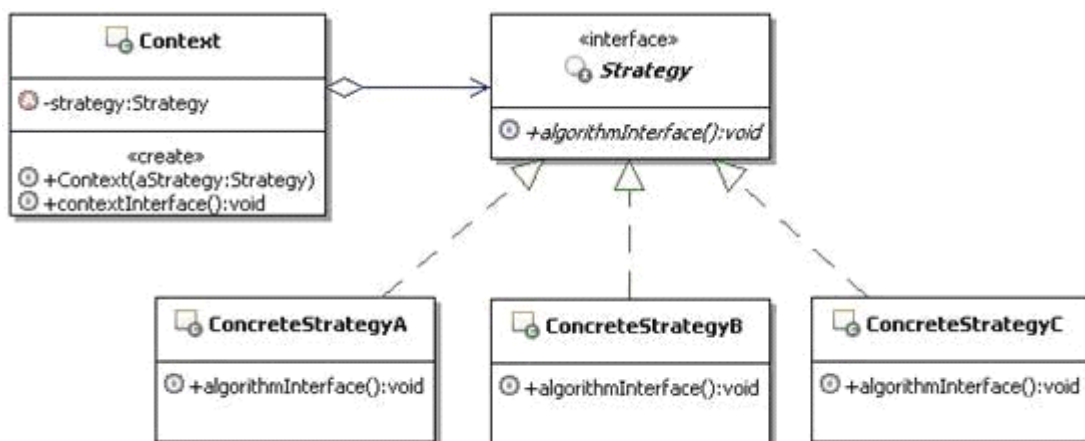 Context
-strategy:Strategy
«create»
+Context(aStrategy:Strategy)
+contextInterface():void
«interface»
Strategy
+algorithmInterface():void
ConcreteStrategyA
+algorithmInterface():void
ConcreteStrategyB
+algorithmInterface():void
ConcreteStrategyC
+algorithmInterface():void